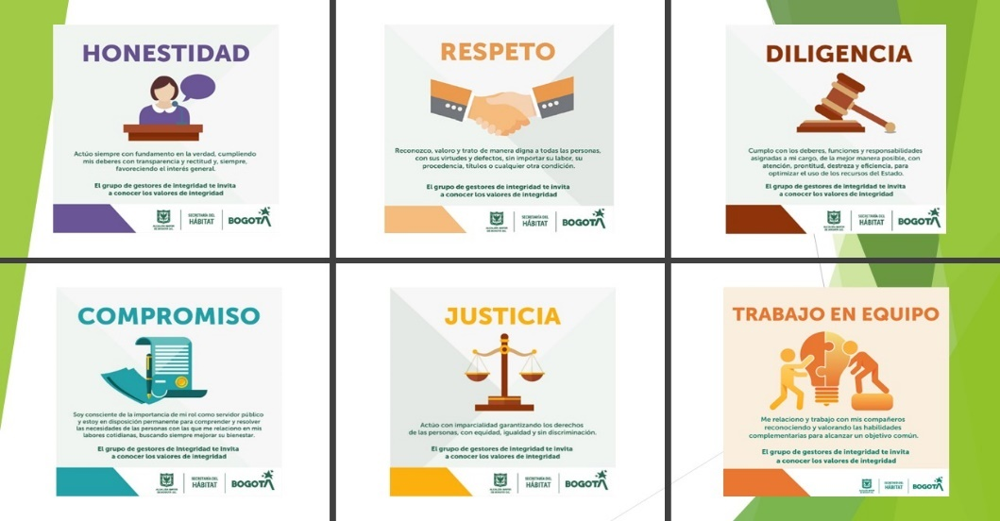 HONESTIDAD
Actúo siempre con fundamento en la verdad, cumpliendo
mis deberes con transparencia y rectitud y, siempre,
favoreciendo el interés general.
El grupo de gestores de integridad te invita
a conocer los valores de integridad
SECRETARÍA DEL
HÁBITAT
BOGOTÁ
RESPETO
Reconozco, valoro y trato de manera digna a todas las personas,
con sus virtudes y defectos, sin importar su labor, su
procedencia, títulos o cualquier otra condición.
El grupo de gestores de integridad te invita
a conocer los valores de integridad
SECRETARÍA DEL
HÁBITAT
BOGOTÁ
DILIGENCIA
Cumplo con los deberes, funciones y responsabilidades
asignadas a mi cargo, de la mejor manera posible, con
atención, prontitud, destreza y eficiencia, para
optimizar el uso de los recursos del Estado.
El grupo de gestores de integridad te invita
a conocer los valores de integridad
SECRETARÍA DEL
HÁBITAT
BOGOTÁ
COMPROMISO
Soy consciente de la importancia de mi rol como servidor público
y estoy en disposición permanente para comprender y resolver
las necesidades de las personas con las que me relaciono en mis
labores cotidianas, buscando siempre mejorar su bienestar.
El grupo de gestores de integridad te invita
a conocer los valores de integridad
SECRETARÍA DEL
HÁBITAT
BOGOTÁ
JUSTICIA
Actúo con imparcialidad garantizando los derechos
de las personas, con equidad, igualdad y sin discriminación.
El grupo de gestores de integridad te invita
a conocer los valores de integridad
SECRETARÍA DEL
HÁBITAT
BOGOTÁ
TRABAJO EN EQUIPO
Me relaciono y trabajo con mis compañeros
reconociendo y valorando las habilidades
complementarias para alcanzar un objetivo común.
El grupo de gestores de integridad te invita
a conocer los valores de integridad
SECRETARÍA DEL
HÁBITAT
BOGOTÁ